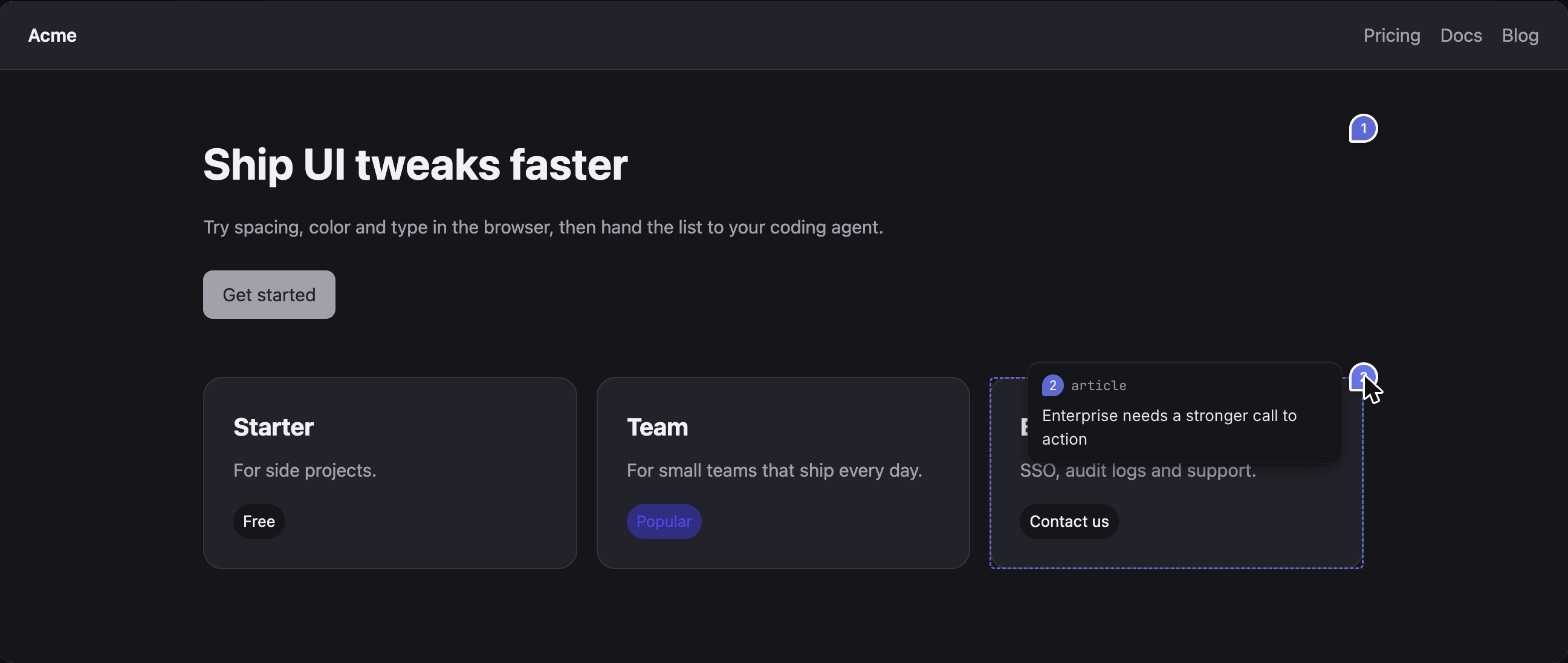 Acme
Pricing Docs Blog
1
Ship UI tweaks faster
Try spacing, color and type in the browser, then hand the list to your coding agent.
Get started
2 article
Enterprise needs a stronger call to
action
Starter
For side projects.
Free
Team
For small teams that ship every day.
Popular
SSO, audit logs and support.
Contact us